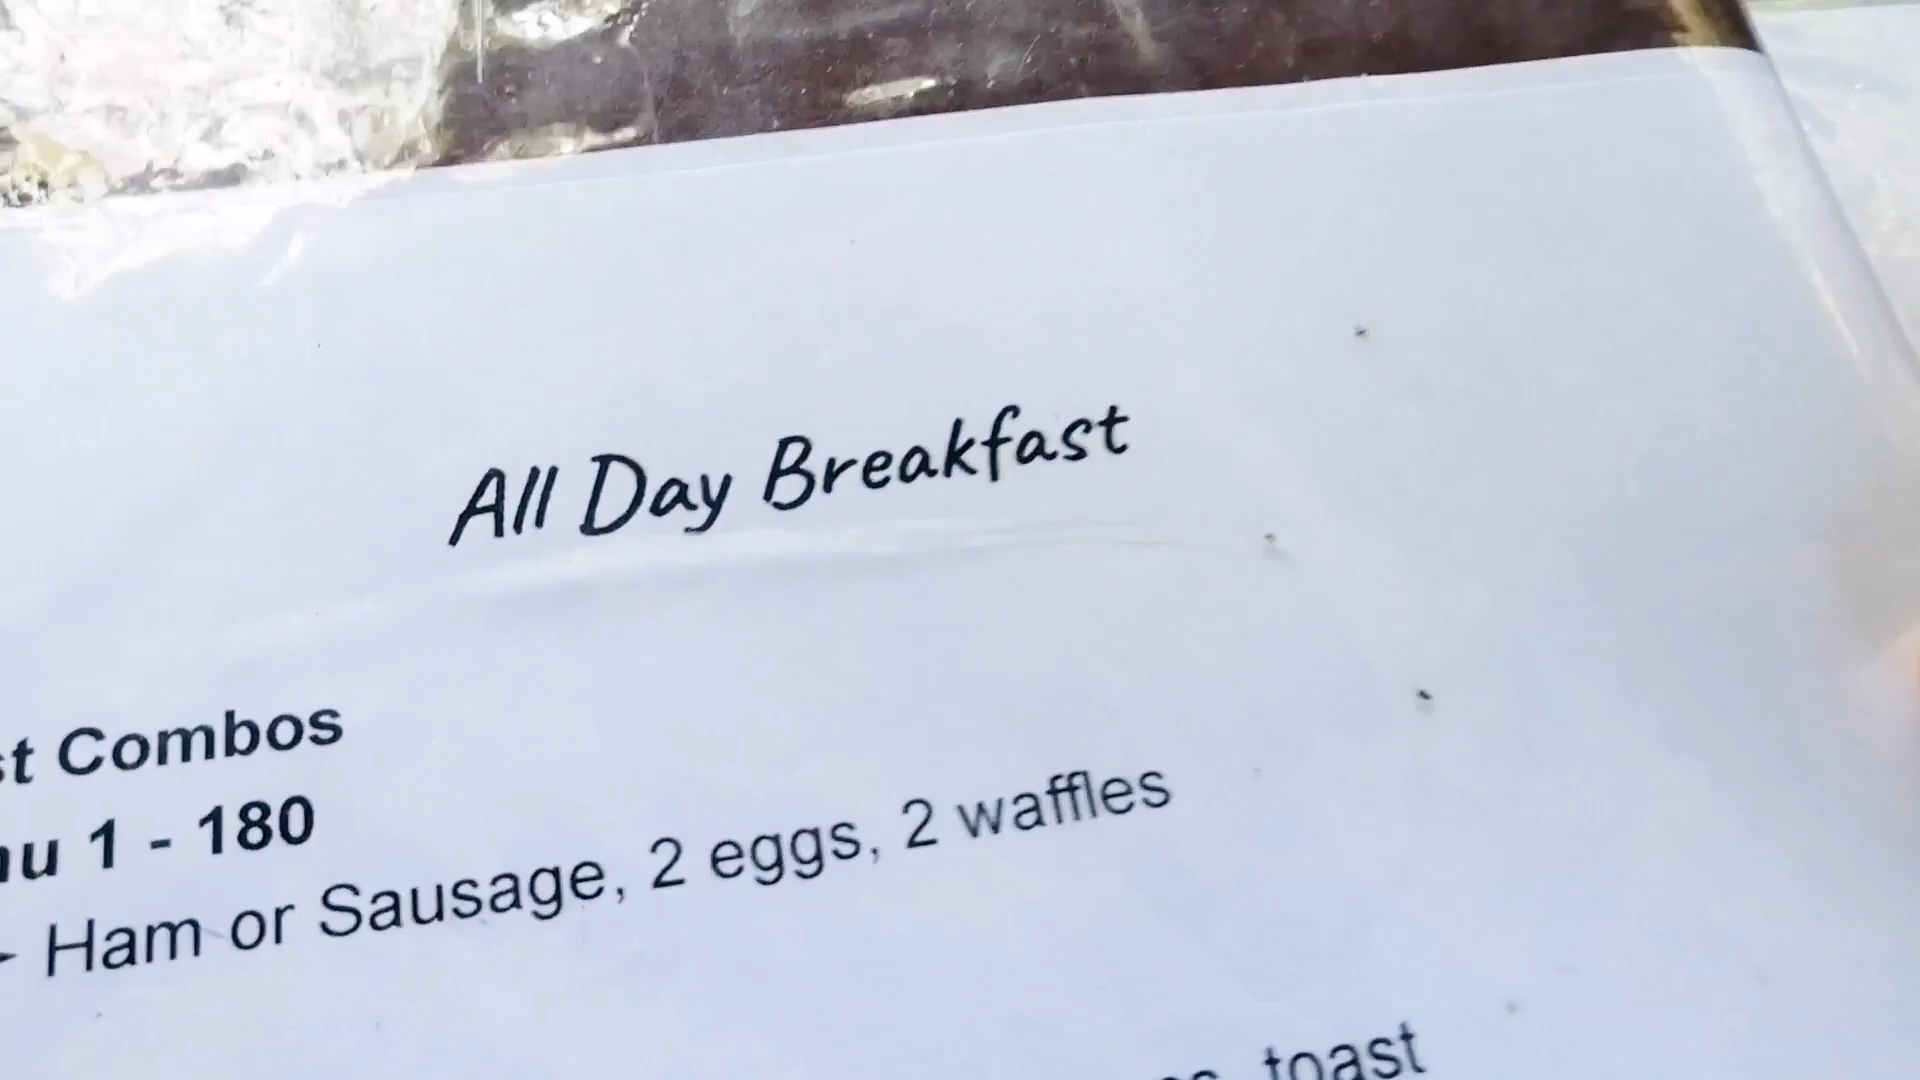 All Day Breakfast
Combos
1 - 180
Ham or Sausage, 2 eggs, 2 waffles
toast